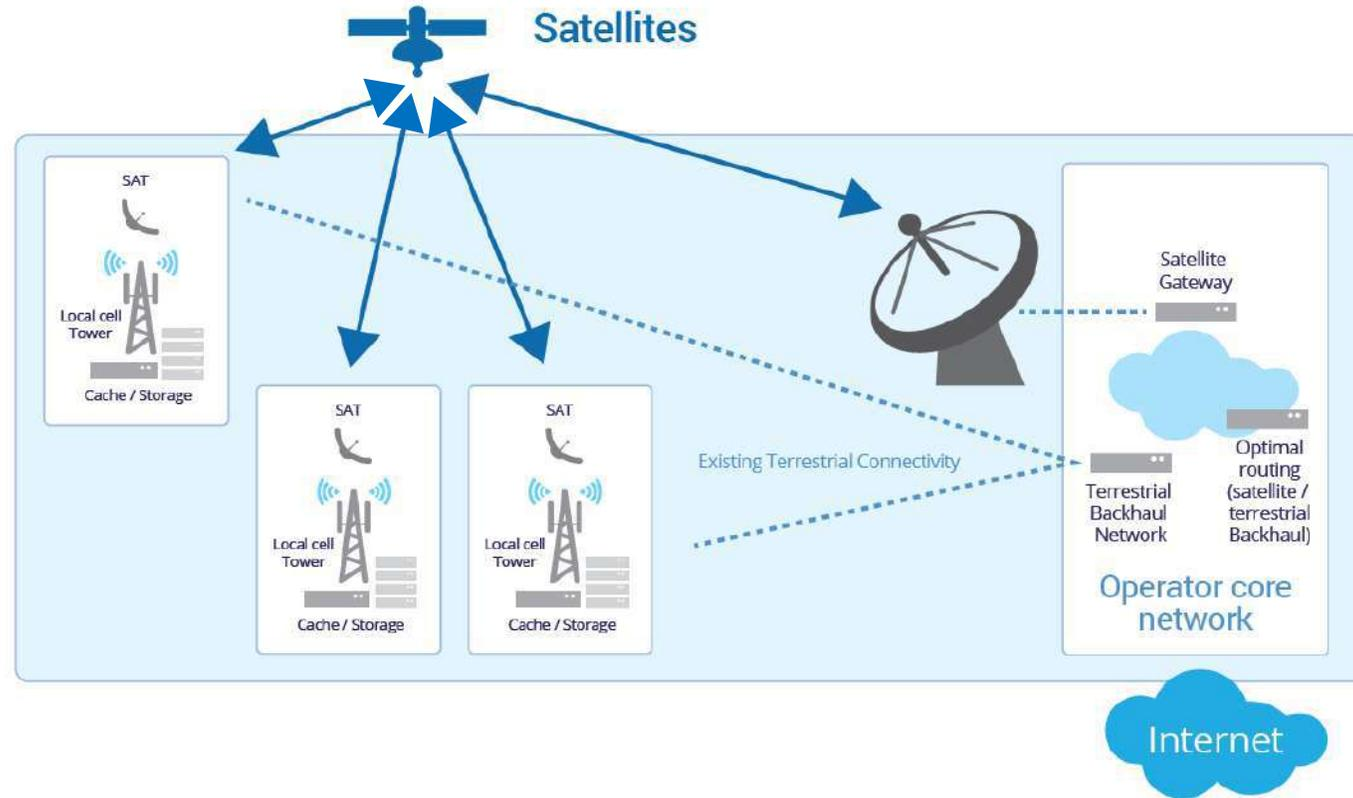 Satellites
SAT
Local cell
Tower
Cache / Storage
SAT
Local cell
Tower
Cache / Storage
SAT
Local cell
Tower
Cache / Storage
Existing Terrestrial Connectivity
Satellite
Gateway
Terrestrial
Backhaul
Network
Optimal
routing
(satellite /
terrestrial
Backhaul)
Operator core
network
Internet